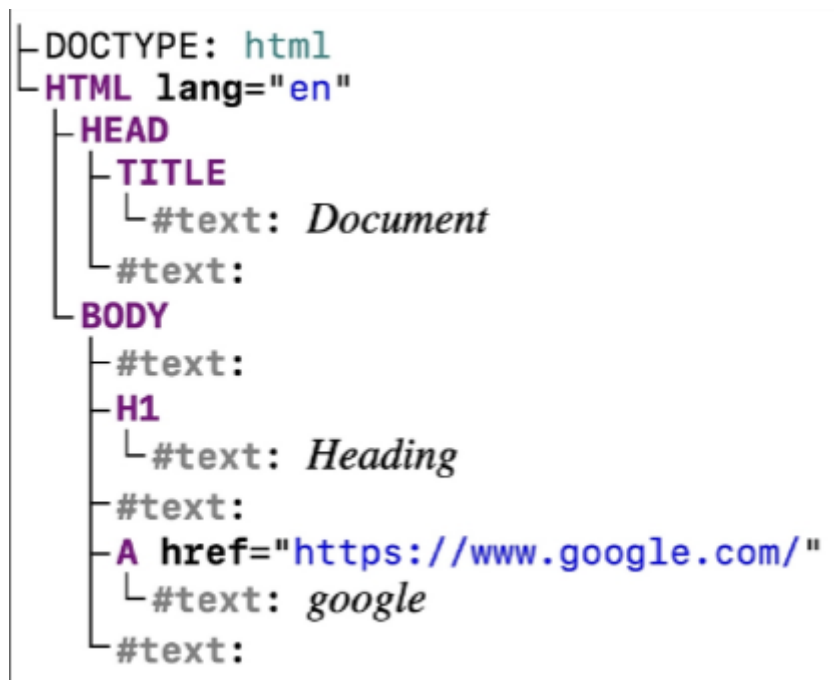 DOCTYPE: html
HTML lang="en"
HEAD
TITLE
#text: Document
#text:
BODY
#text:
H1
#text: Heading
#text:
A href="https://www.google.com/"
#text: google
#text: